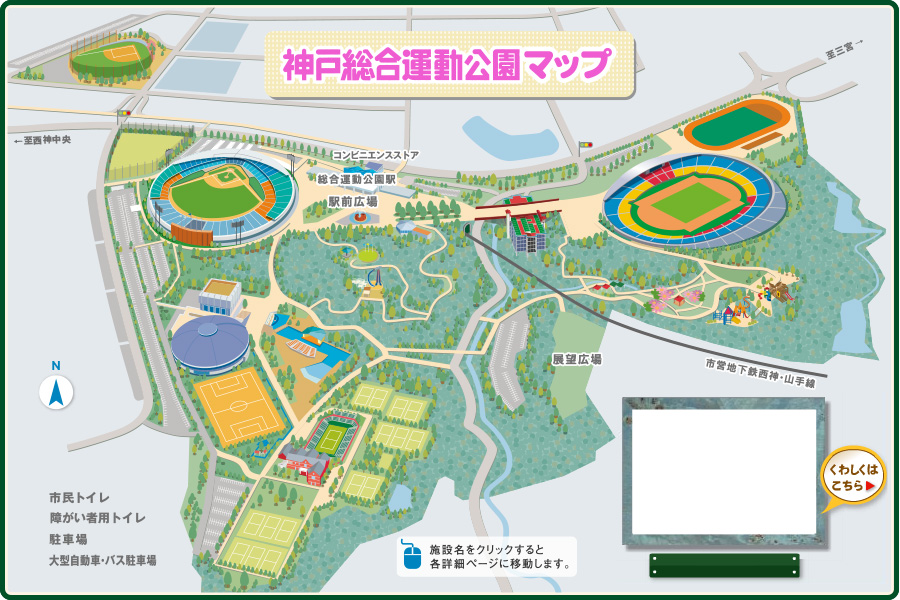 神戸総合運動公園マップ
至三宮→
←至西神中央
コンビニエンスストア
総合運動公園駅
駅前広場
展望広場
市営地下鉄西神・山手線
N
くわしくは
こちら▶
市民トイレ
障がい者用トイレ
駐車場
大型自動車・バス駐車場
施設名をクリックすると
各詳細ページに移動します。